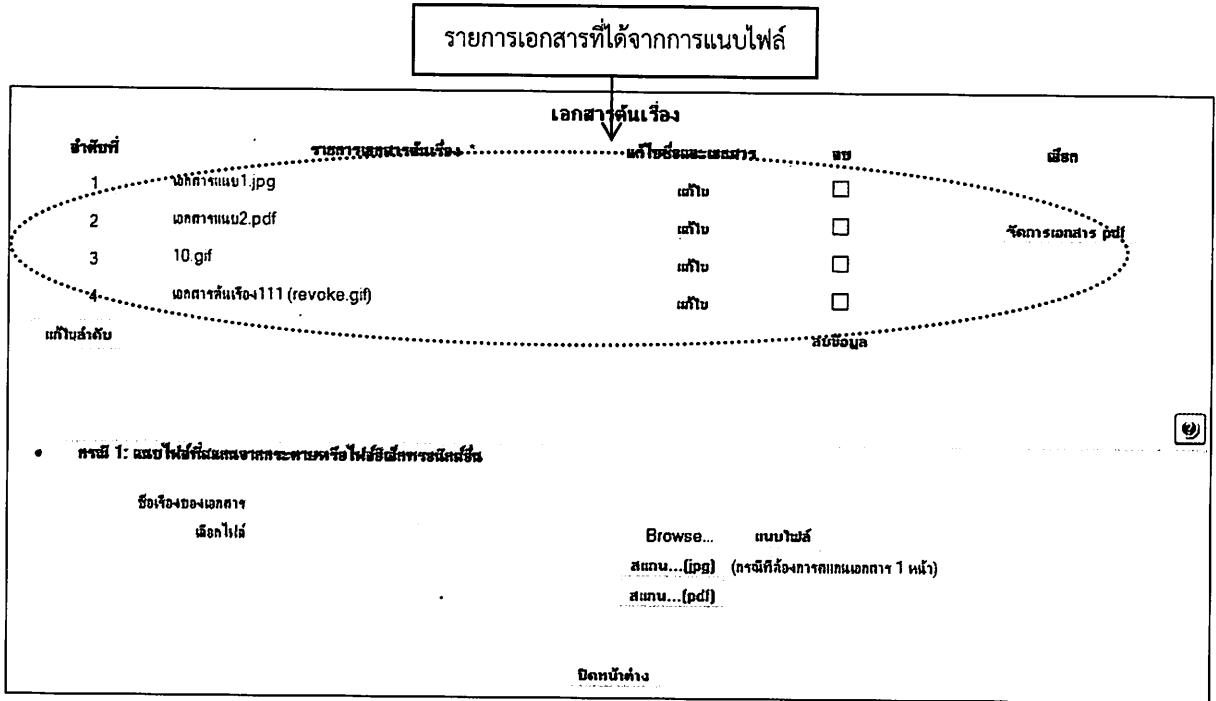 รายการเอกสารที่ได้จากการแนบไฟล์
เอกสารต้นเรื่อง
ลำดับที่ รายการเอกสารต้นเรื่อง แก้ไขชื่อและเอกสาร ลบ เลือก
1 เอกสารแนบ1.jpg แก้ไข
2 เอกสารแนบ2.pdf แก้ไข จัดการเอกสาร pdf
3 10.gif แก้ไข
4 เอกสารต้นเรื่อง111 (revoke.gif) แก้ไข
แก้ไขลำดับ ลบข้อมูล
• กรณี 1: แนบไฟล์ที่สแกนจากกระดาษหรือไฟล์อิเล็กทรอนิกส์อื่น
ชื่อเรื่องของเอกสาร
เลือกไฟล์ Browse... แนบไฟล์
สแกน...(jpg) (กรณีที่ต้องการสแกนเอกสาร 1 หน้า)
สแกน...(pdf)
ปิดหน้าต่าง